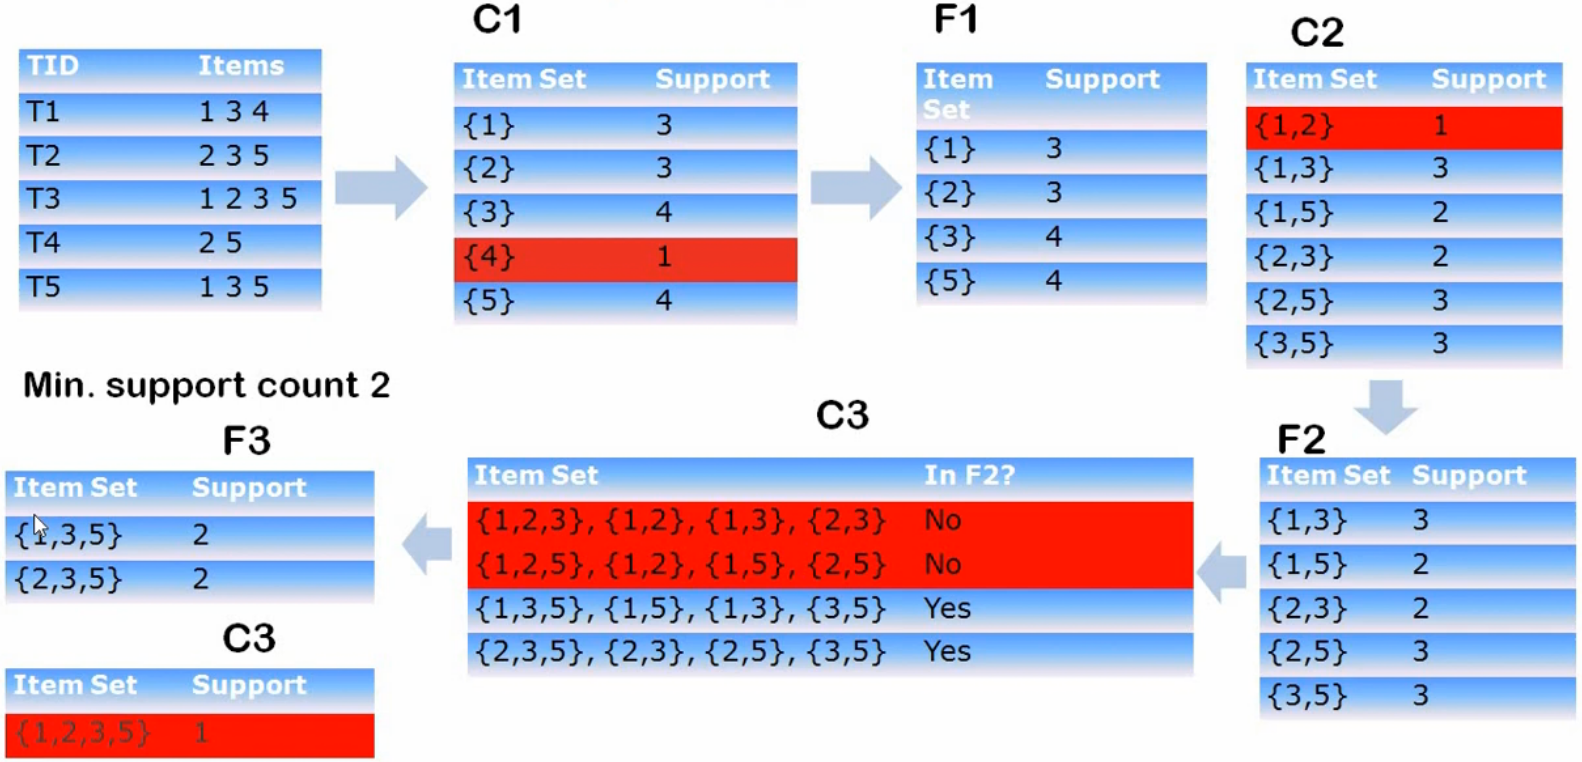 C1
F1
C2
TID Items
T1 1 3 4
T2 2 3 5
T3 1 2 3 5
T4 2 5
T5 1 3 5
Item Set Support
{1} 3
{2} 3
{3} 4
{4} 1
{5} 4
Item Support
Set
{1} 3
{2} 3
{3} 4
{5} 4
Item Set Support
{1,2} 1
{1,3} 3
{1,5} 2
{2,3} 2
{2,5} 3
{3,5} 3
Min. support count 2
F3
Item Set Support
{1,3,5} 2
{2,3,5} 2
C3
Item Set Support
{1,2,3,5} 1
C3
Item Set In F2?
{1,2,3}, {1,2}, {1,3}, {2,3} No
{1,2,5}, {1,2}, {1,5}, {2,5} No
{1,3,5}, {1,5}, {1,3}, {3,5} Yes
{2,3,5}, {2,3}, {2,5}, {3,5} Yes
F2
Item Set Support
{1,3} 3
{1,5} 2
{2,3} 2
{2,5} 3
{3,5} 3